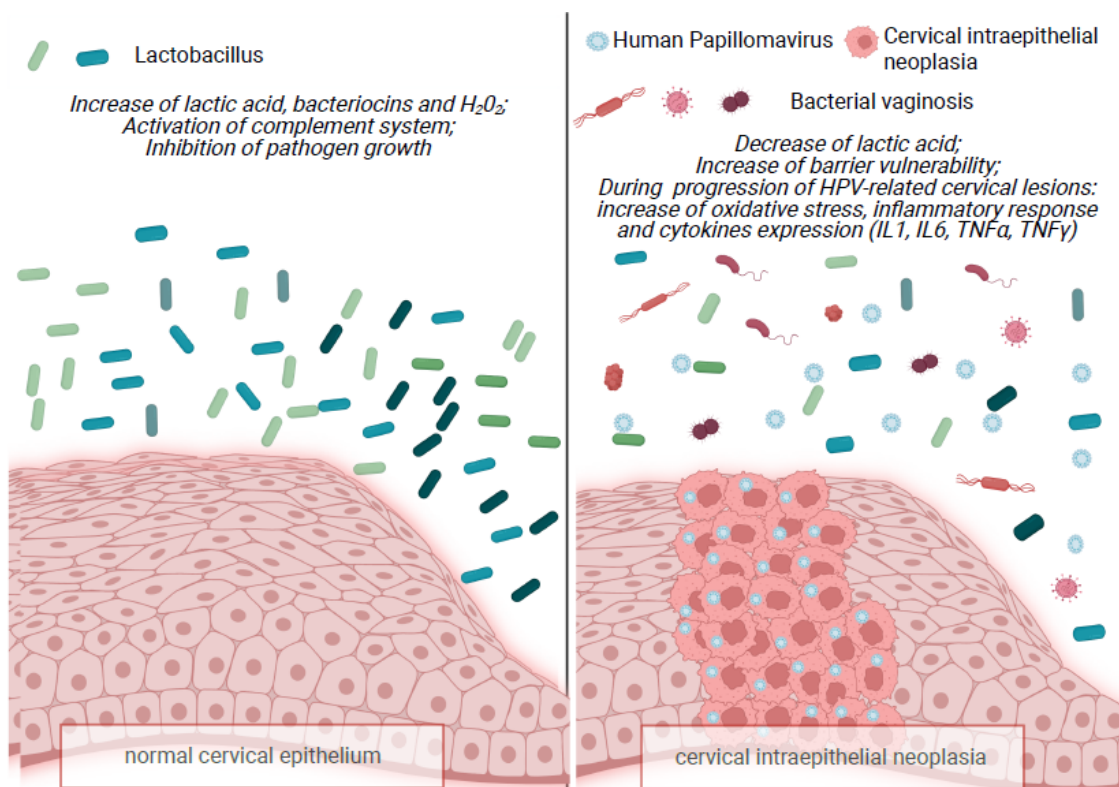 Lactobacillus
Increase of lactic acid, bacteriocins and H₂0₂;
Activation of complement system;
Inhibition of pathogen growth
normal cervical epithelium
Human Papillomavirus
Cervical intraepithelial
neoplasia
Bacterial vaginosis
Decrease of lactic acid;
Increase of barrier vulnerability;
During progression of HPV-related cervical lesions:
increase of oxidative stress, inflammatory response
and cytokines expression (IL1, IL6, TNFα, TNFγ)
cervical intraepithelial neoplasia